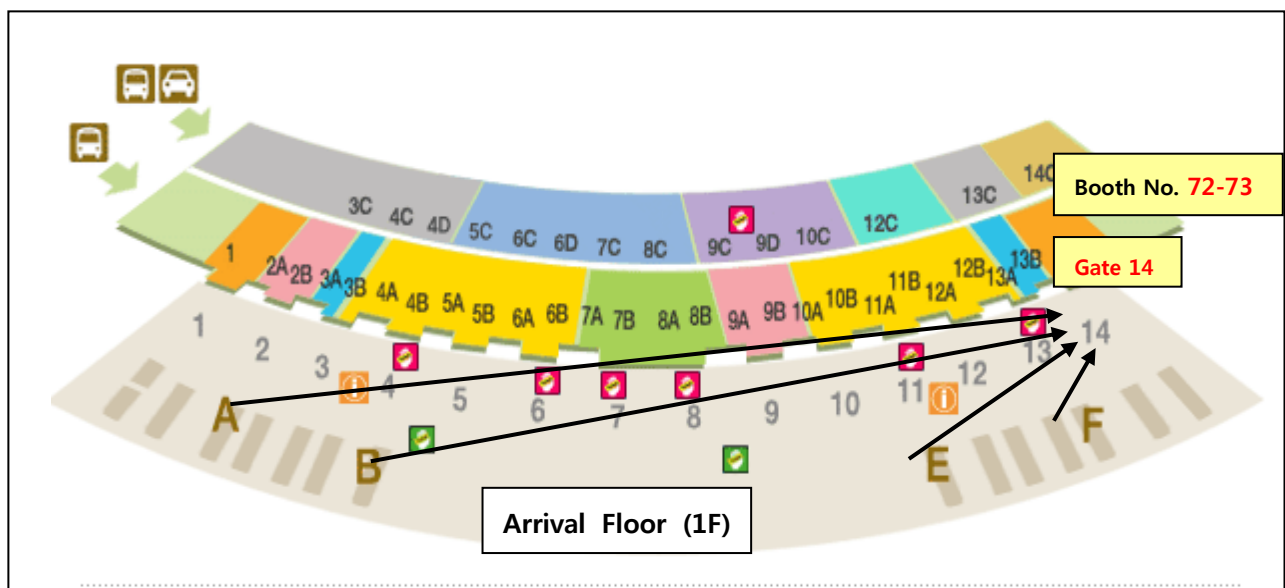 3C 4C 4D 5C 6C 6D 7C 8C 9C 9D 10C 12C 13C 14C
Booth No. 72-73
1 2A 2B 3A 3B 4A 4B 5A 5B 6A 6B 7A 7B 8A 8B 9A 9B 10A 10B 11A 11B 12A 12B 13A 13B
Gate 14
1 2 3 4 5 6 7 8 9 10 11 12 13 14
A B E F
Arrival Floor (1F)